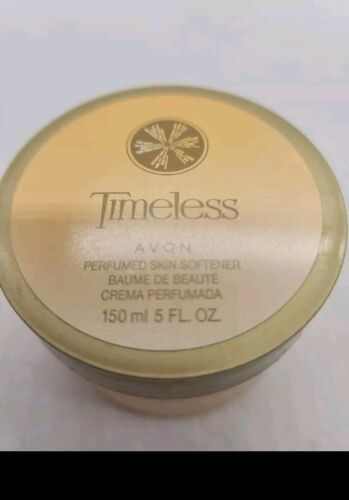 Timeless
AVON
PERFUMED SKIN SOFTENER
BAUME DE BEAUTÉ
CREMA PERFUMADA
150 ml 5 FL. OZ.